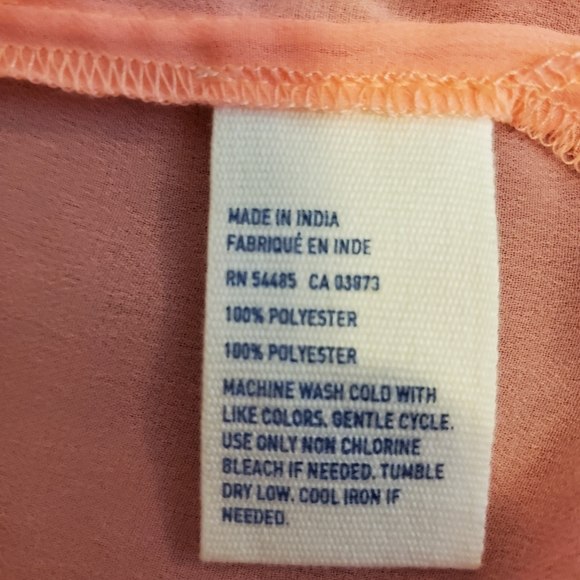 MADE IN INDIA
FABRIQUÉ EN INDE
RN 54485 CA 03873
100% POLYESTER
100% POLYESTER
MACHINE WASH COLD WITH
LIKE COLORS. GENTLE CYCLE.
USE ONLY NON CHLORINE
BLEACH IF NEEDED. TUMBLE
DRY LOW. COOL IRON IF
NEEDED.